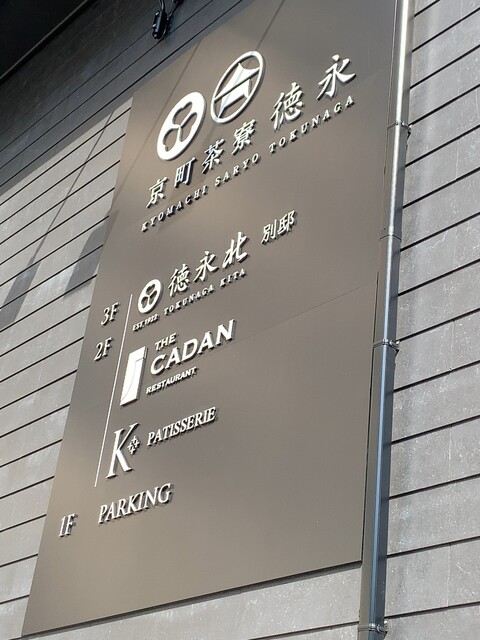 京町茶寮 徳永
KYOMACHI SARYO TOKUNAGA
3F 徳永北 別邸
EST.1922 TOKUNAGA KITA
2F THE
CADAN
RESTAURANT
K PATISSERIE
1F PARKING